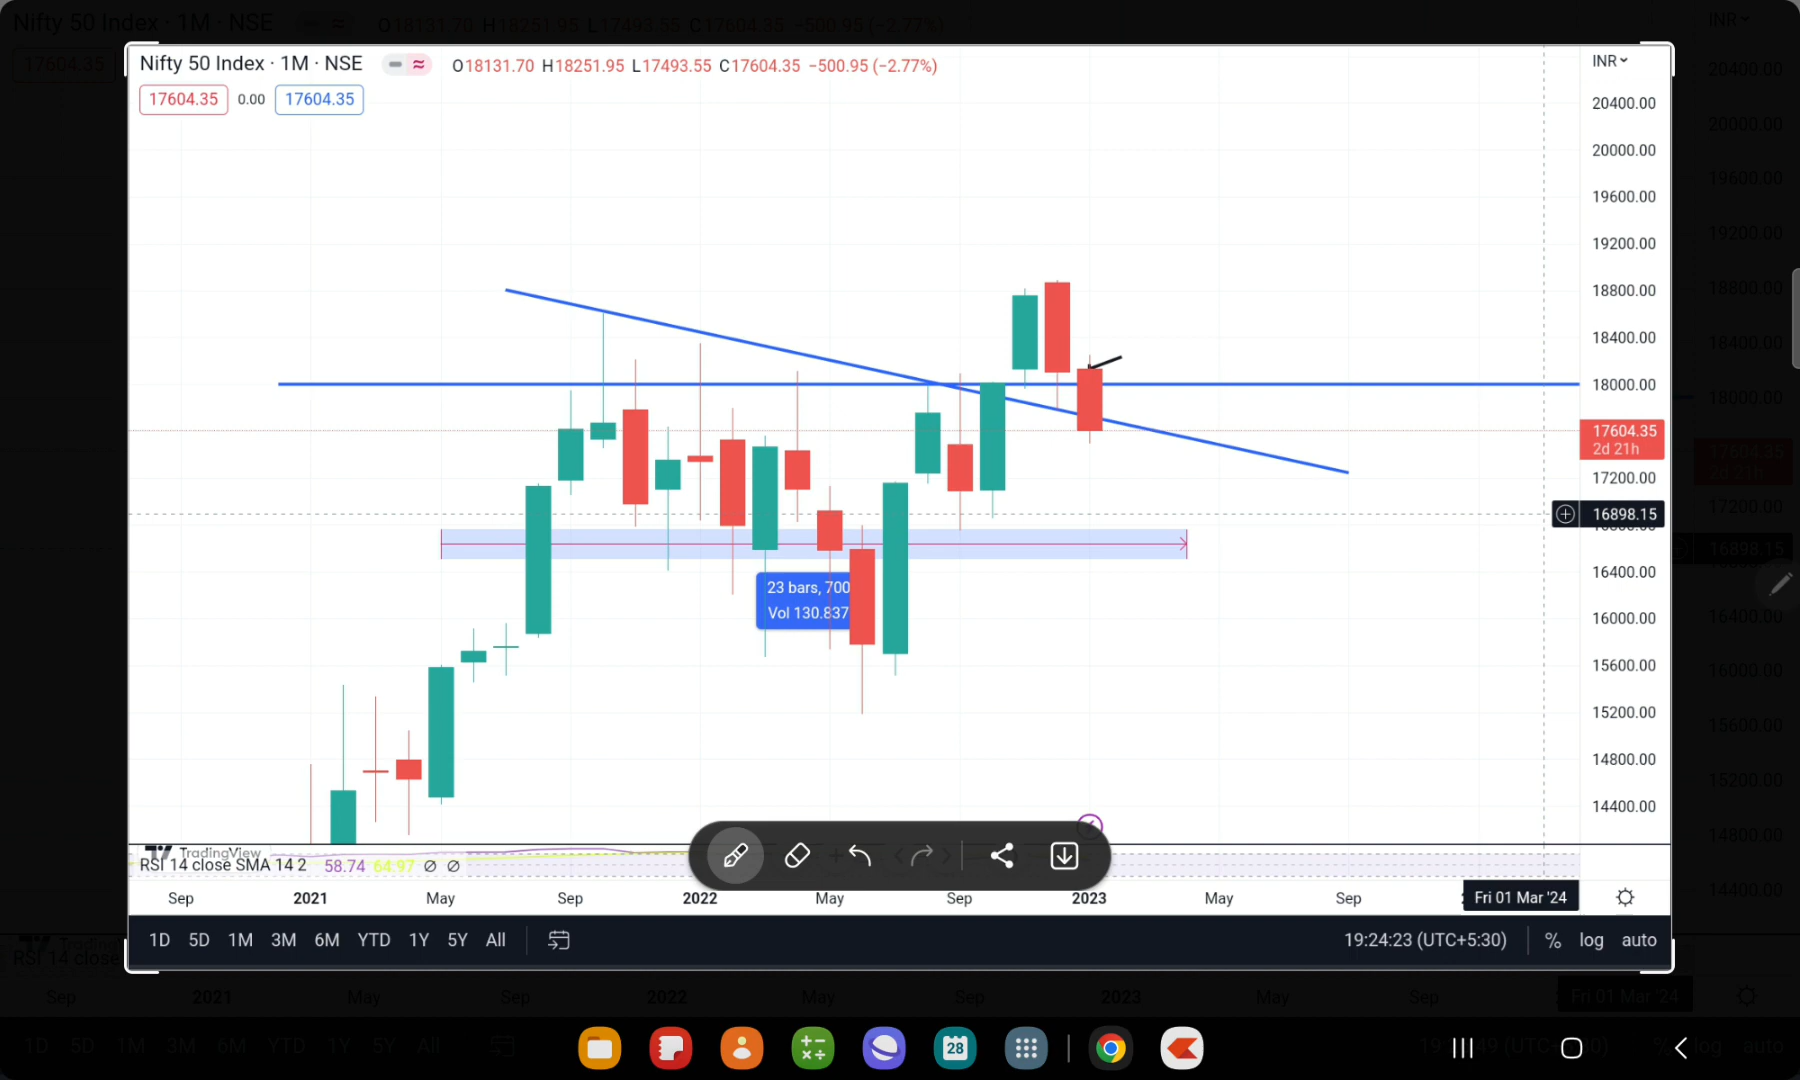 Nifty 50 Index · 1M · NSE
O18131.70 H18251.95 L17493.55 C17604.35 −500.95 (−2.77%)
INR
17604.35 0.00 17604.35
20400.00
20000.00
19600.00
19200.00
18800.00
18400.00
18000.00
17604.35
2d 21h
17200.00
16898.15
16400.00
16000.00
15600.00
15200.00
14800.00
14400.00
23 bars, 700
Vol 130.837
TradingView
RSI 14 close SMA 14 2 58.74 64.97 ∅ ∅
Sep 2021 May Sep 2022 May Sep 2023 May Sep Fri 01 Mar '24
1D 5D 1M 3M 6M YTD 1Y 5Y All
19:24:23 (UTC+5:30) % log auto
28